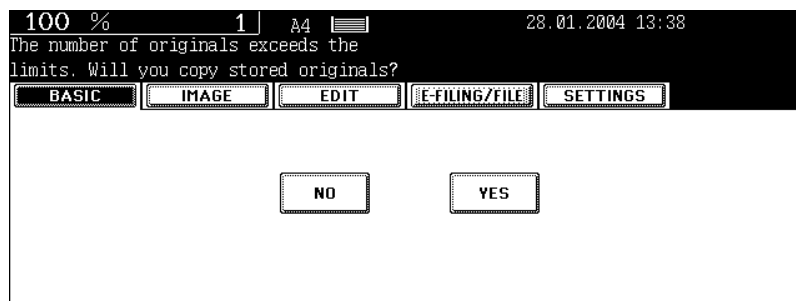 100 % 1 A4 28.01.2004 13:38
The number of originals exceeds the
limits. Will you copy stored originals?
BASIC IMAGE EDIT E-FILING/FILE SETTINGS
NO YES